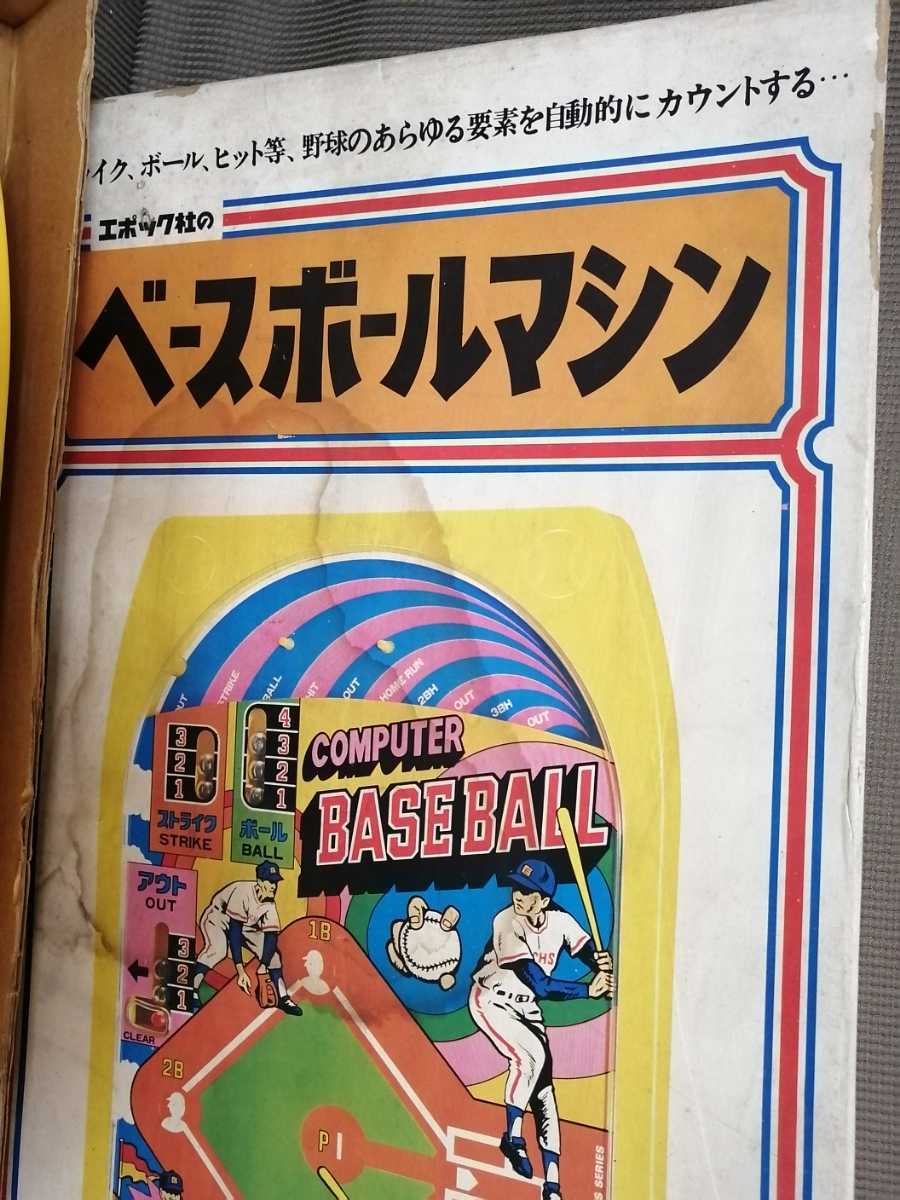 イク、ボール、ヒット等、野球のあらゆる要素を自動的にカウントする…
エポック社の
ベースボールマシン
OUT
STRIKE
BALL
HIT
OUT
HOME RUN
2BH
OUT
3BH
OUT
3
2
1
ストライク
STRIKE
4
3
2
1
ボール
BALL
COMPUTER
BASEBALL
アウト
OUT
3
2
1
CLEAR
1B
2B
P
CHS
SERIES